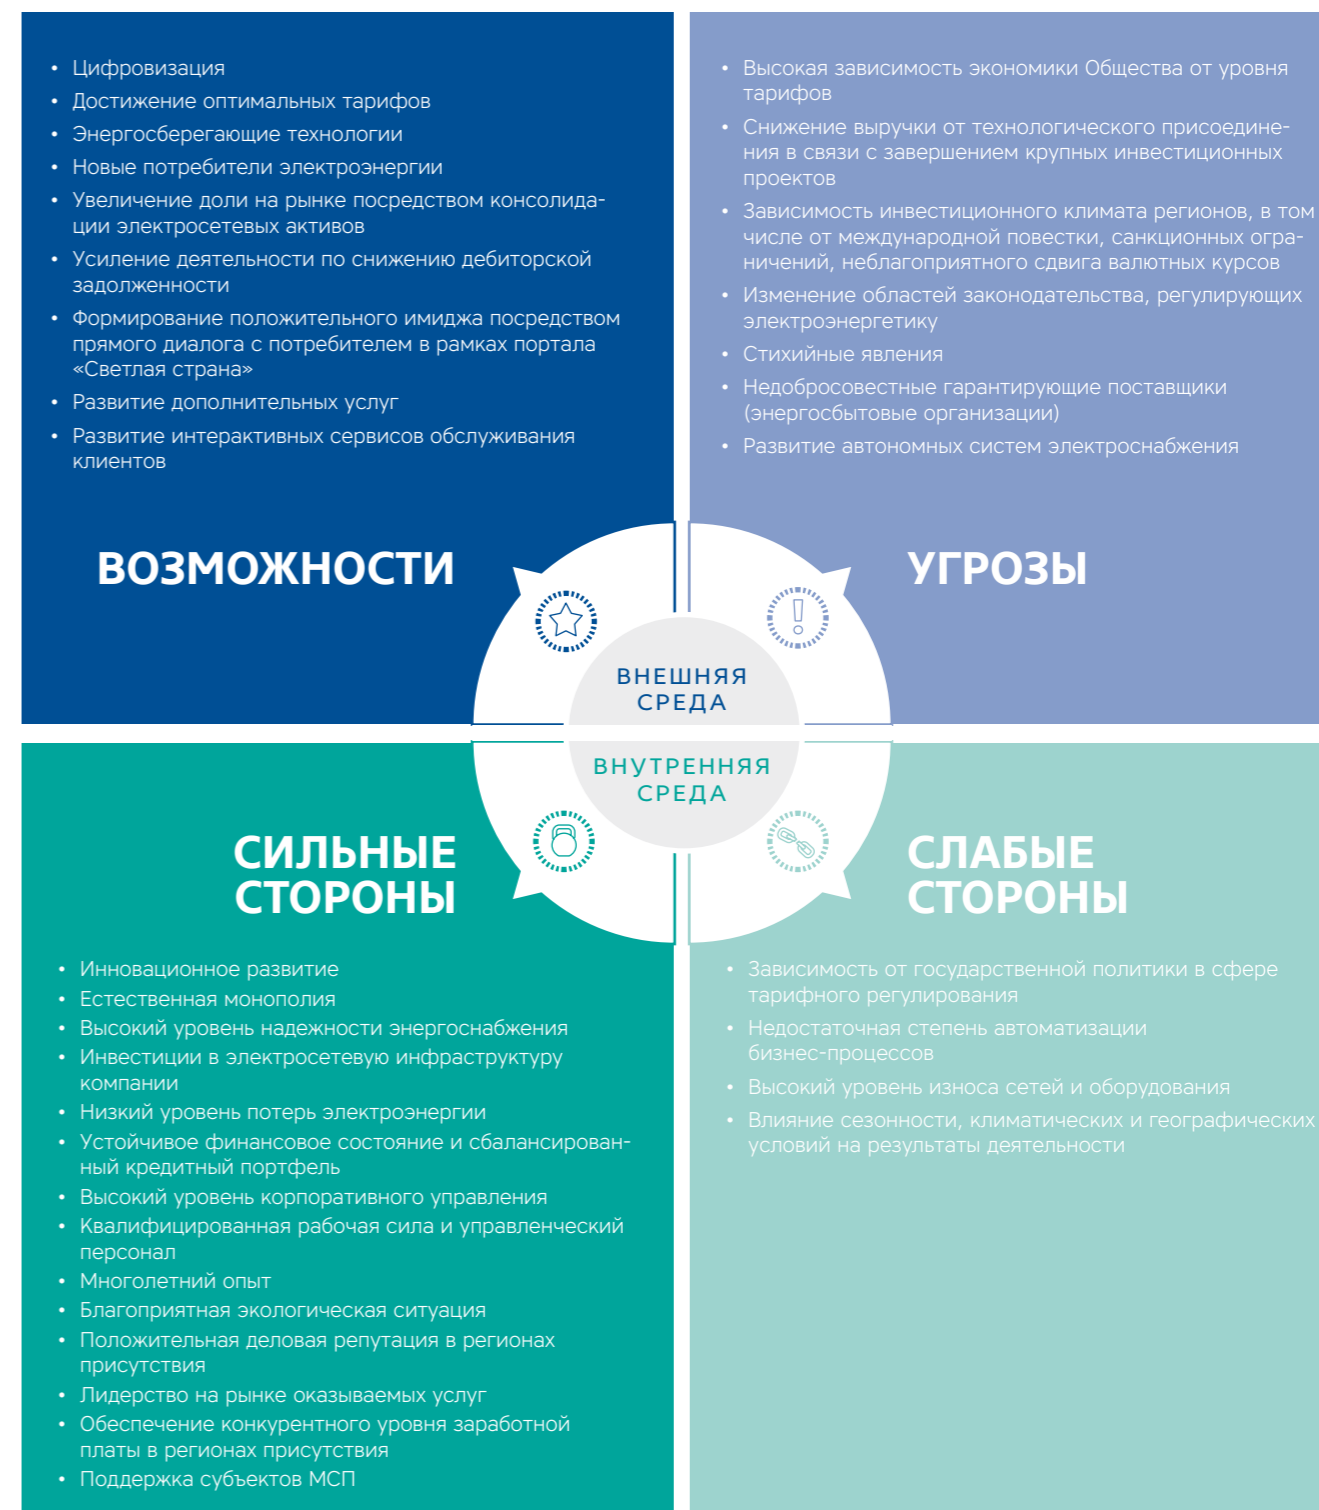 • Цифровизация
• Достижение оптимальных тарифов
• Энергосберегающие технологии
• Новые потребители электроэнергии
• Увеличение доли на рынке посредством консолида-
ции электросетевых активов
• Усиление деятельности по снижению дебиторской
задолженности
• Формирование положительного имиджа посредством
прямого диалога с потребителем в рамках портала
«Светлая страна»
• Развитие дополнительных услуг
• Развитие интерактивных сервисов обслуживания
клиентов
ВОЗМОЖНОСТИ
• Высокая зависимость экономики Общества от уровня
тарифов
• Снижение выручки от технологического присоедине-
ния в связи с завершением крупных инвестиционных
проектов
• Зависимость инвестиционного климата регионов, в том
числе от международной повестки, санкционных огра-
ничений, неблагоприятного сдвига валютных курсов
• Изменение областей законодательства, регулирующих
электроэнергетику
• Стихийные явления
• Недобросовестные гарантирующие поставщики
(энергосбытовые организации)
• Развитие автономных систем электроснабжения
УГРОЗЫ
ВНЕШНЯЯ
СРЕДА
ВНУТРЕННЯЯ
СРЕДА
СИЛЬНЫЕ
СТОРОНЫ
• Инновационное развитие
• Естественная монополия
• Высокий уровень надежности энергоснабжения
• Инвестиции в электросетевую инфраструктуру
компании
• Низкий уровень потерь электроэнергии
• Устойчивое финансовое состояние и сбалансирован-
ный кредитный портфель
• Высокий уровень корпоративного управления
• Квалифицированная рабочая сила и управленческий
персонал
• Многолетний опыт
• Благоприятная экологическая ситуация
• Положительная деловая репутация в регионах
присутствия
• Лидерство на рынке оказываемых услуг
• Обеспечение конкурентного уровня заработной
платы в регионах присутствия
• Поддержка субъектов МСП
СЛАБЫЕ
СТОРОНЫ
• Зависимость от государственной политики в сфере
тарифного регулирования
• Недостаточная степень автоматизации
бизнес-процессов
• Высокий уровень износа сетей и оборудования
• Влияние сезонности, климатических и географических
условий на результаты деятельности